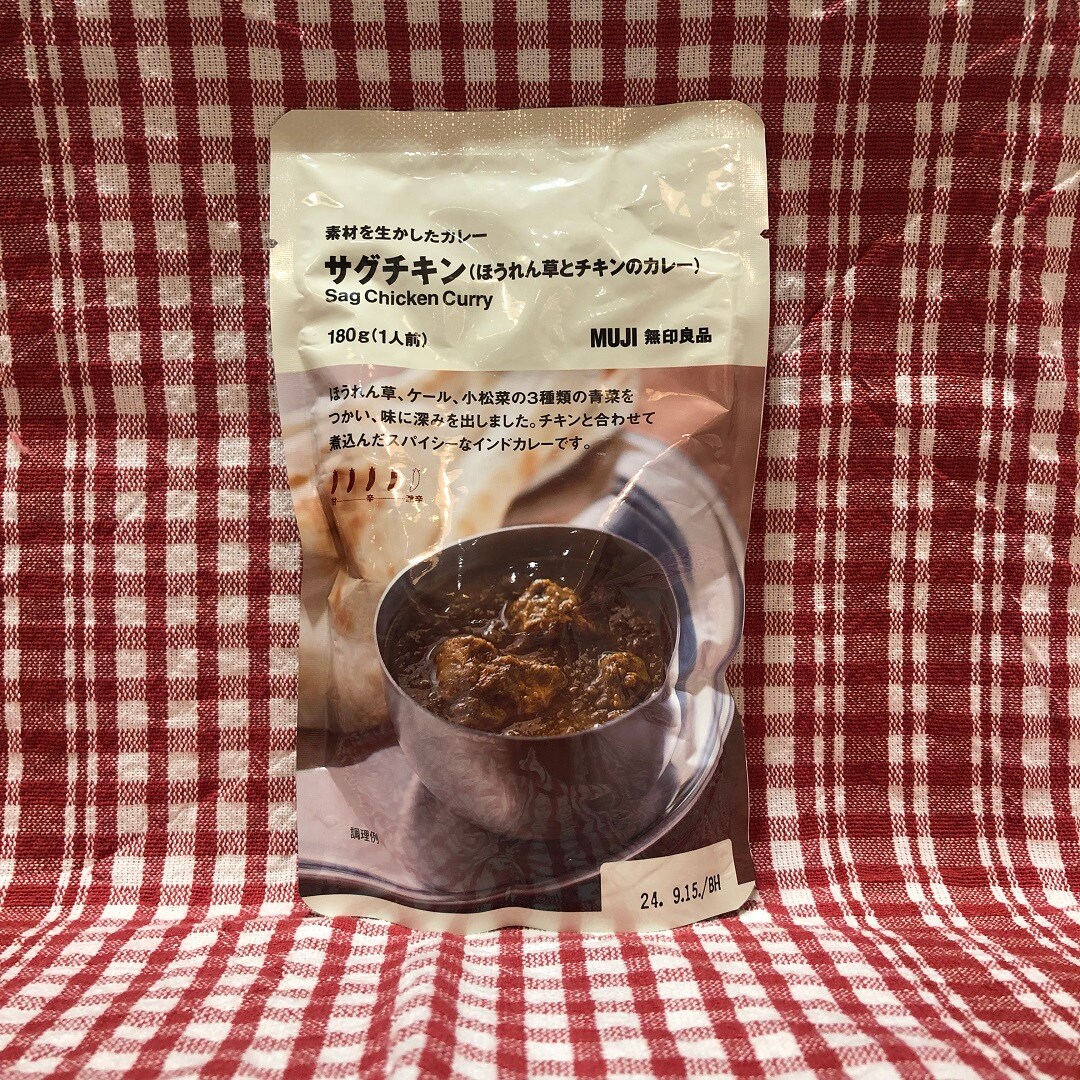 素材を生かしたカレー
サグチキン(ほうれん草とチキンのカレー)
Sag Chicken Curry
180g(1人前)
MUJI 無印良品
ほうれん草、ケール、小松菜の3種類の青菜を
つかい、味に深みを出しました。チキンと合わせて
煮込んだスパイシーなインドカレーです。
甘 辛 激辛
調理例
24. 9.15./BH